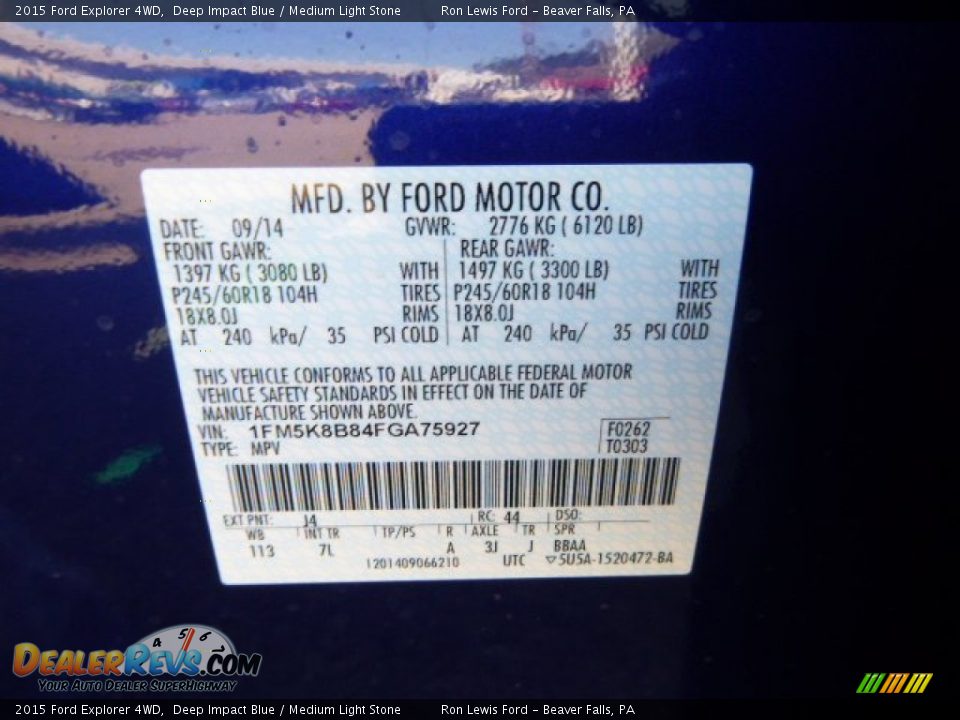 2015 Ford Explorer 4WD, Deep Impact Blue / Medium Light Stone Ron Lewis Ford - Beaver Falls, PA
MFD. BY FORD MOTOR CO.
DATE: 09/14 GVWR: 2776 KG ( 6120 LB)
FRONT GAWR: REAR GAWR:
1397 KG ( 3080 LB) WITH 1497 KG ( 3300 LB) WITH
P245/60R18 104H TIRES P245/60R18 104H TIRES
18X8.0J RIMS 18X8.0J RIMS
AT 240 kPa/ 35 PSI COLD AT 240 kPa/ 35 PSI COLD
THIS VEHICLE CONFORMS TO ALL APPLICABLE FEDERAL MOTOR
VEHICLE SAFETY STANDARDS IN EFFECT ON THE DATE OF
MANUFACTURE SHOWN ABOVE.
VIN: 1FM5K8B84FGA75927 F0262
TYPE: MPV T0303
EXT PNT: J4 RC: 44 DSO:
WB INT TR TP/PS R AXLE TR SPR
113 7L A 3J J BBAA
1201409066210 UTC ▽5U5A-1520472-BA
4 5 6
DEALERREVS.COM
YOUR AUTO DEALER SUPERHIGHWAY
2015 Ford Explorer 4WD, Deep Impact Blue / Medium Light Stone Ron Lewis Ford - Beaver Falls, PA